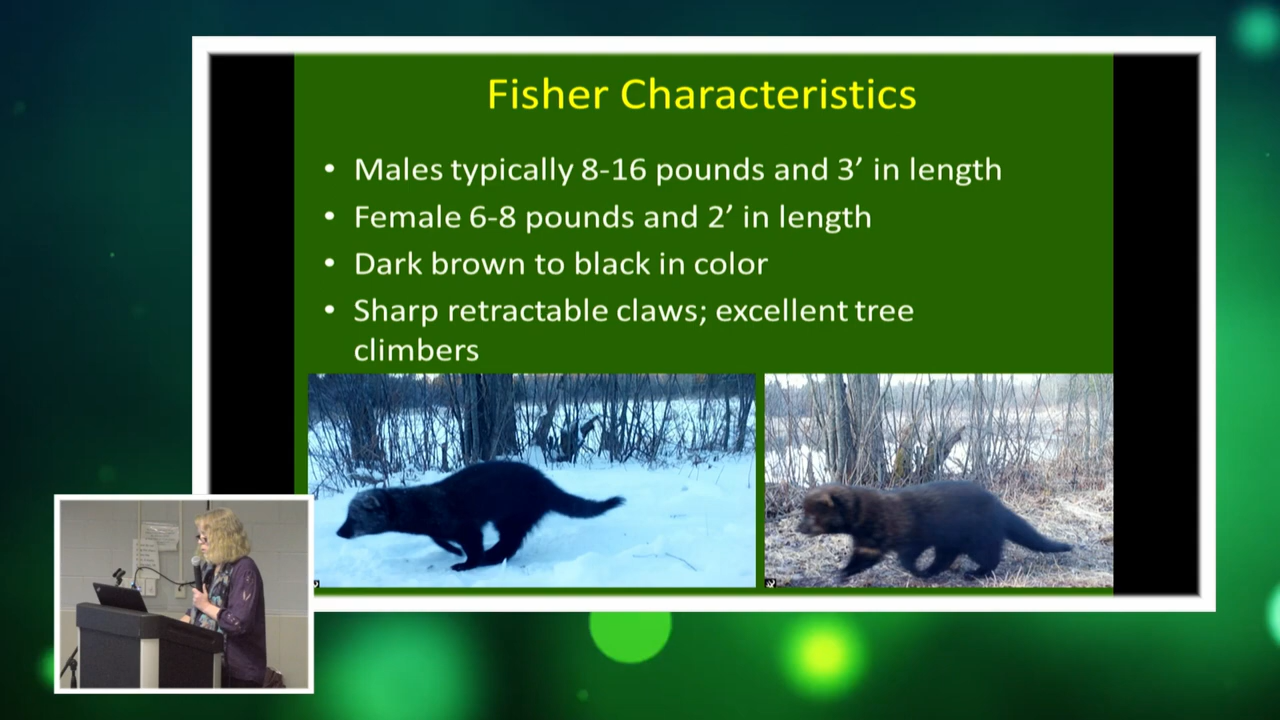 Fisher Characteristics
• Males typically 8-16 pounds and 3’ in length
• Female 6-8 pounds and 2’ in length
• Dark brown to black in color
• Sharp retractable claws; excellent tree
climbers